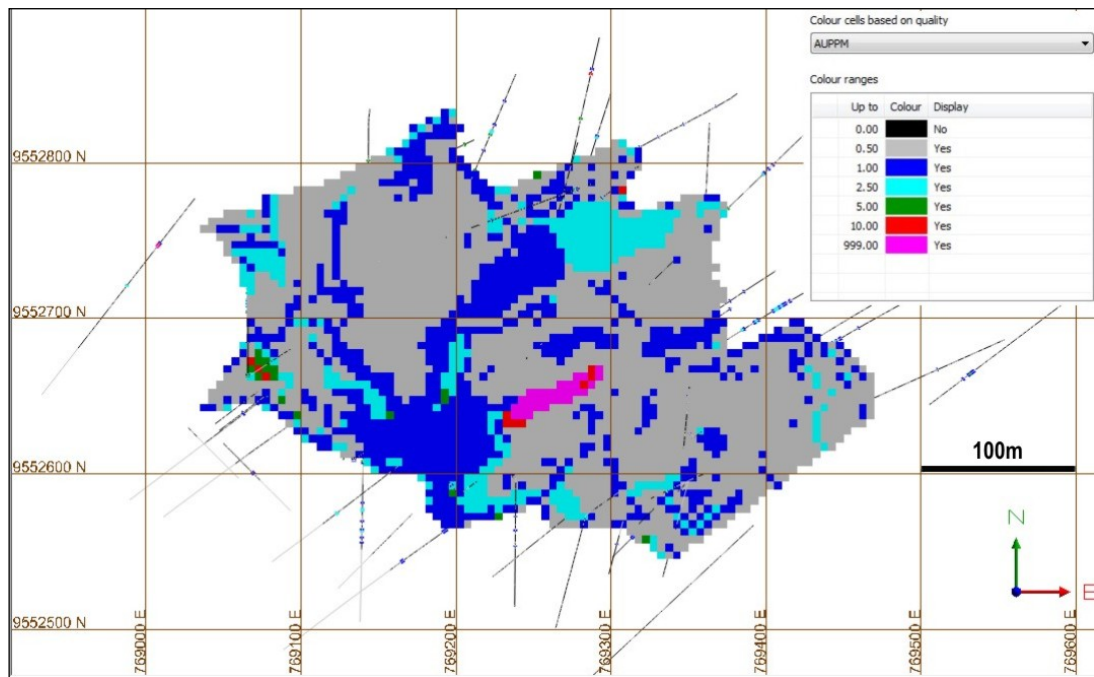 Colour cells based on quality
AUPPM
Colour ranges
Up to Colour Display
0.00 No
0.50 Yes
1.00 Yes
2.50 Yes
5.00 Yes
10.00 Yes
999.00 Yes
9552800 N
9552700 N
9552600 N
9552500 N
100m
N
E
769000 E
769100 E
769200 E
769300 E
769400 E
769500 E
769600 E